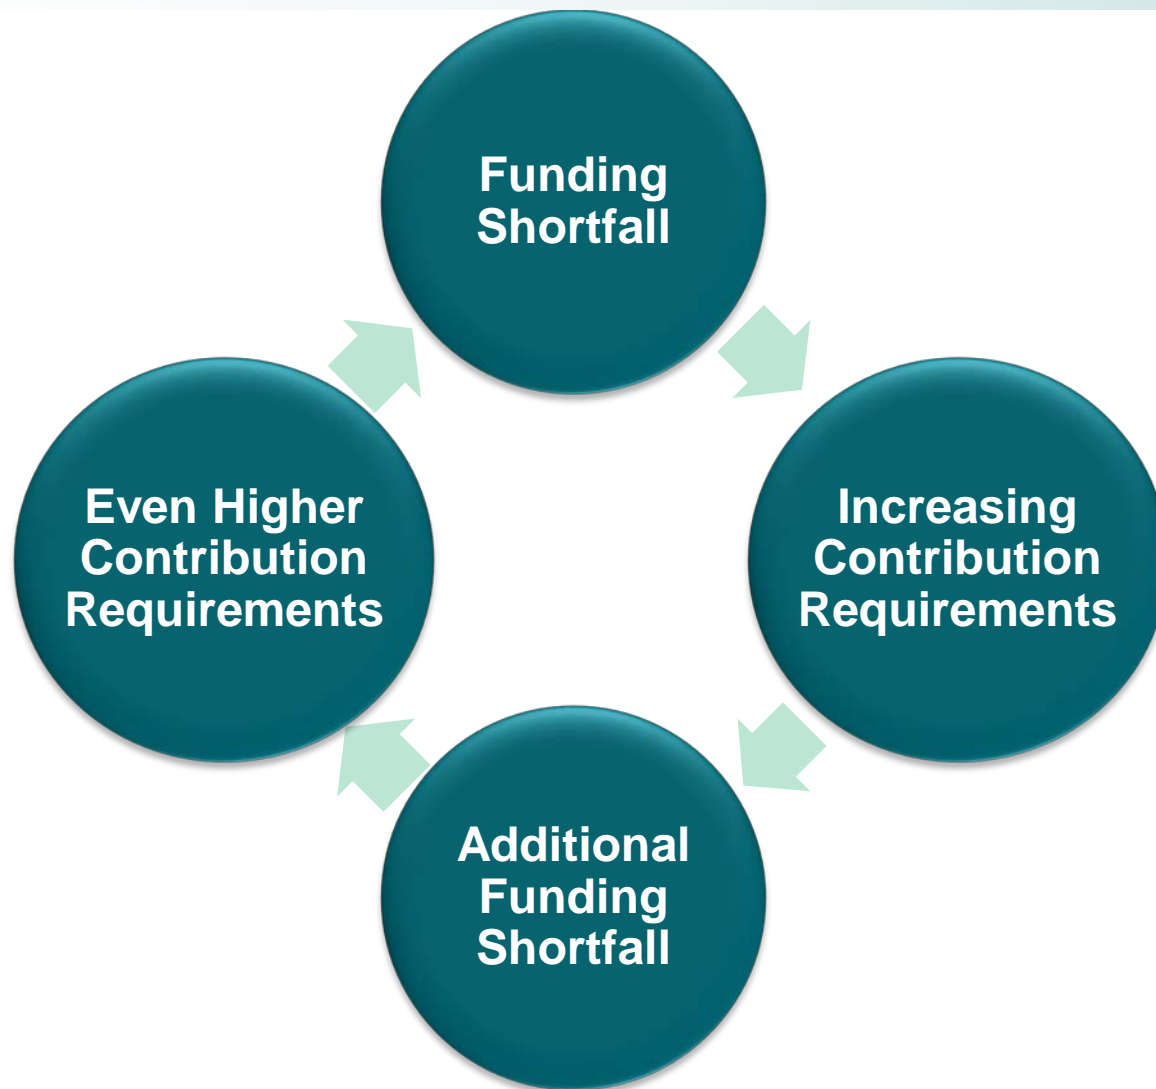 Funding
Shortfall
Increasing
Contribution
Requirements
Additional
Funding
Shortfall
Even Higher
Contribution
Requirements